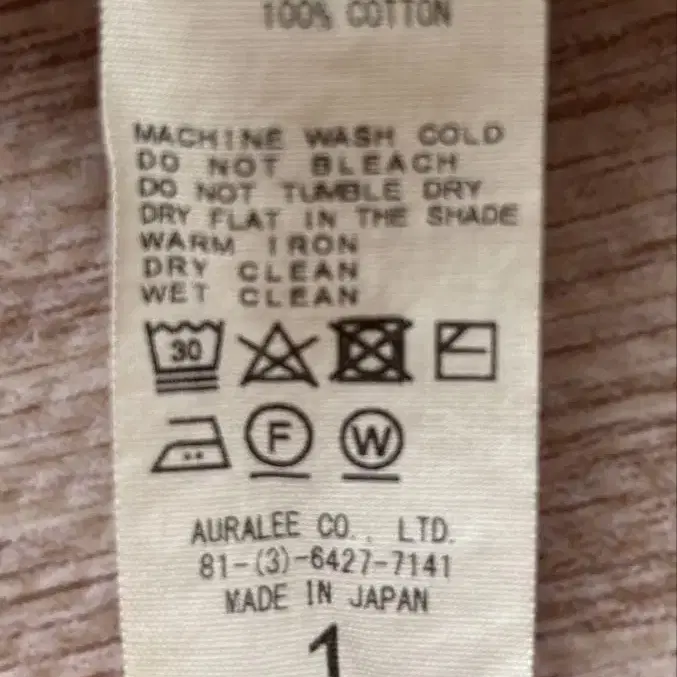 100% COTTON
MACHINE WASH COLD
DO NOT BLEACH
DO NOT TUMBLE DRY
DRY FLAT IN THE SHADE
WARM IRON
DRY CLEAN
WET CLEAN
30
F W
AURALEE CO., LTD.
81-(3)-6427-7141
MADE IN JAPAN
1